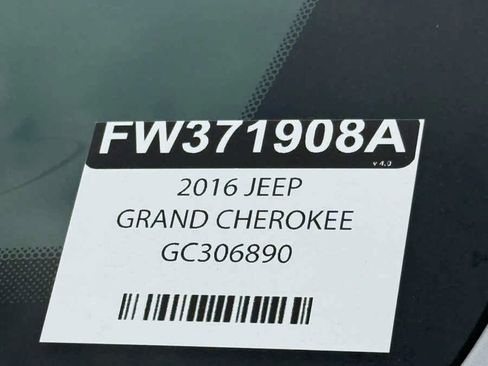 FW371908A
v 4.0
2016 JEEP
GRAND CHEROKEE
GC306890